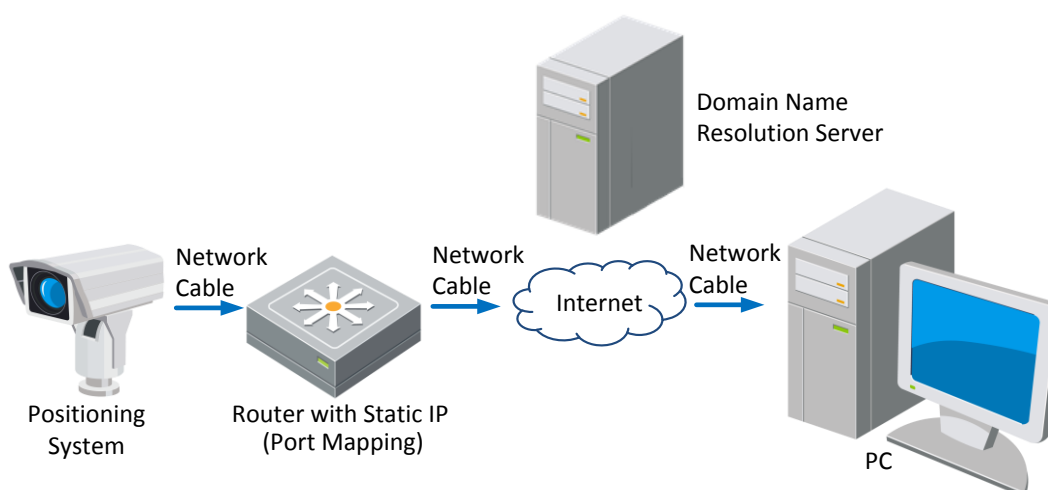 Domain Name
Resolution Server
Network
Cable
Network
Cable
Network
Cable
Internet
Positioning
System
Router with Static IP
(Port Mapping)
PC